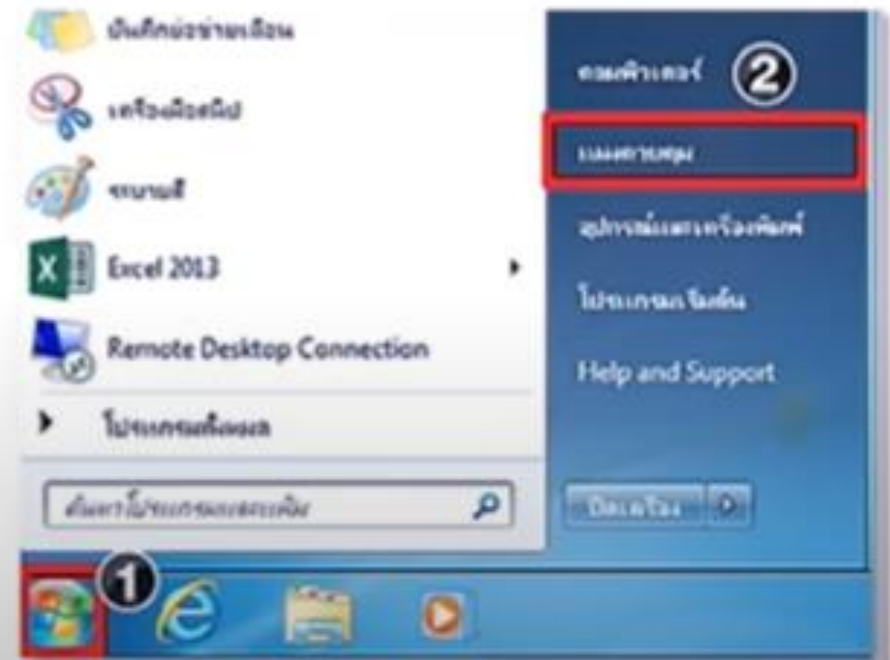 บันทึกย่อช่วยเตือน
เครื่องมือสนิป
ระบายสี
Excel 2013
Remote Desktop Connection
โปรแกรมทั้งหมด
ค้นหาโปรแกรมและแฟ้ม
คอมพิวเตอร์
2
แผงควบคุม
อุปกรณ์และเครื่องพิมพ์
โปรแกรมเริ่มต้น
Help and Support
ปิดเครื่อง
1